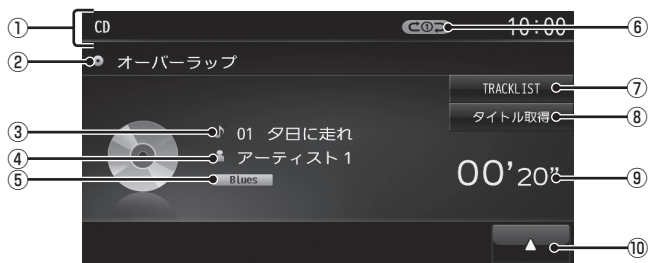 ① CD ① 10:00 ⑥
② オーバーラップ
TRACKLIST ⑦
タイトル取得 ⑧
③ 01 夕日に走れ
④ アーティスト1
⑤ Blues
00'20" ⑨
▲ ⑩